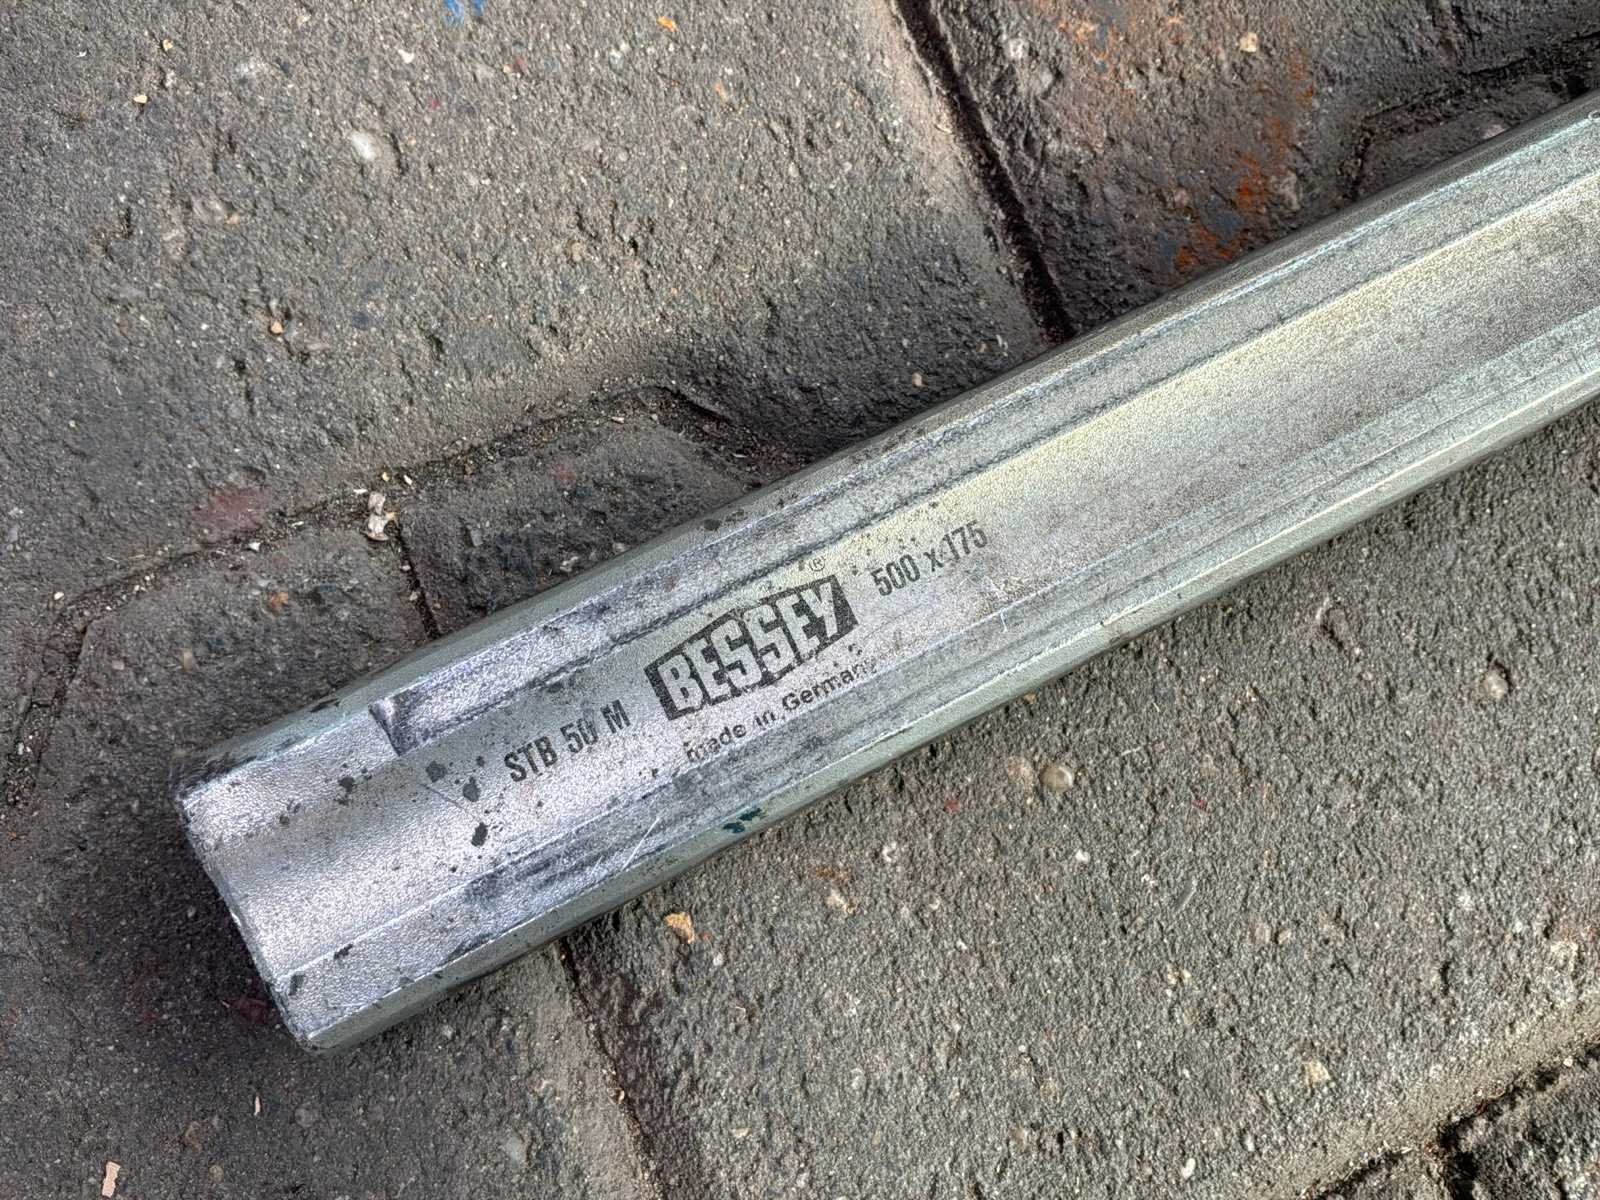 STB 50 M BESSEY® 500 x 175
made in Germany